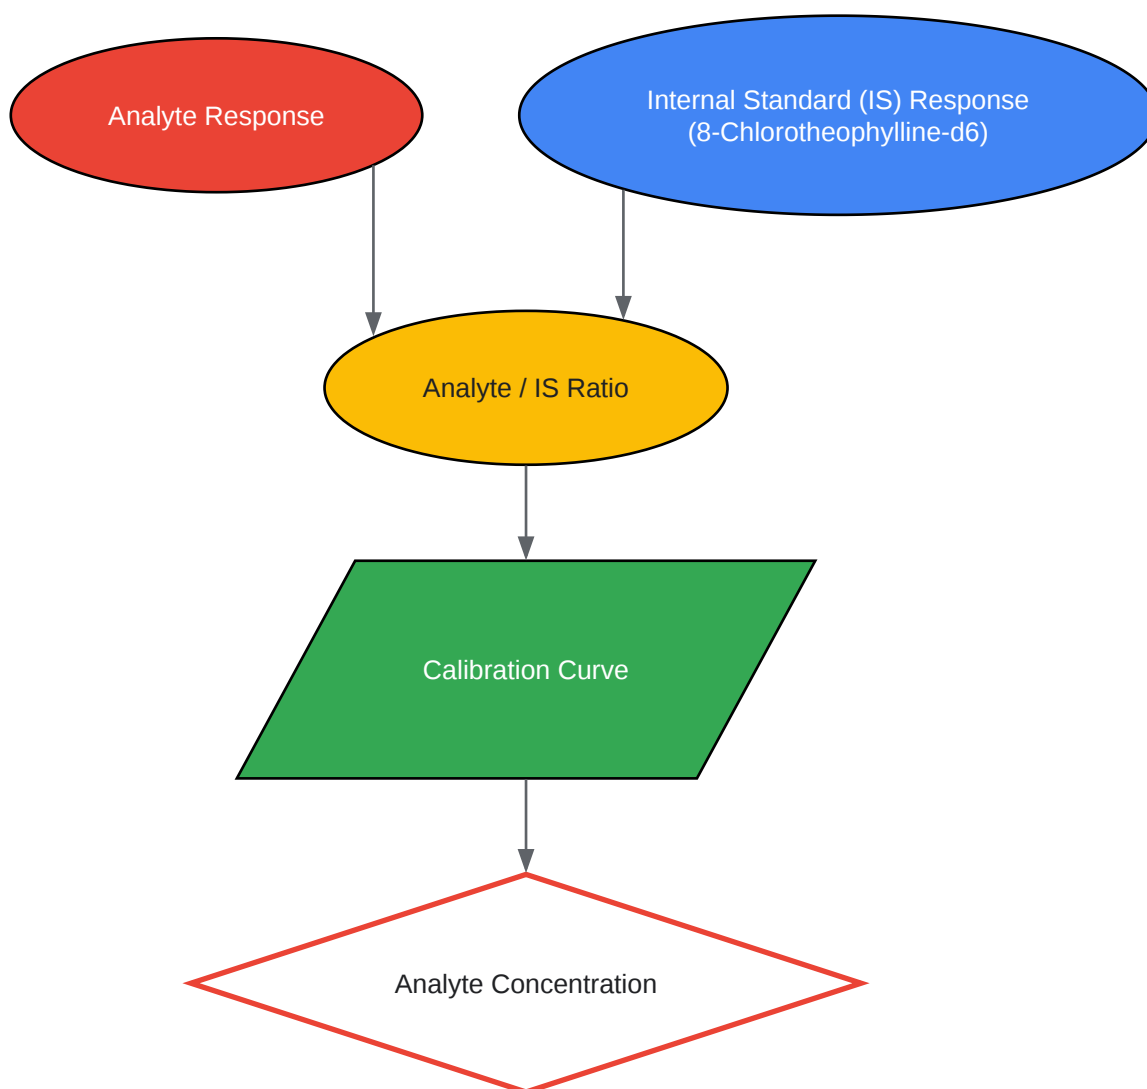 Analyte Response
Internal Standard (IS) Response
(8-Chlorotheophylline-d6)
Analyte / IS Ratio
Calibration Curve
Analyte Concentration